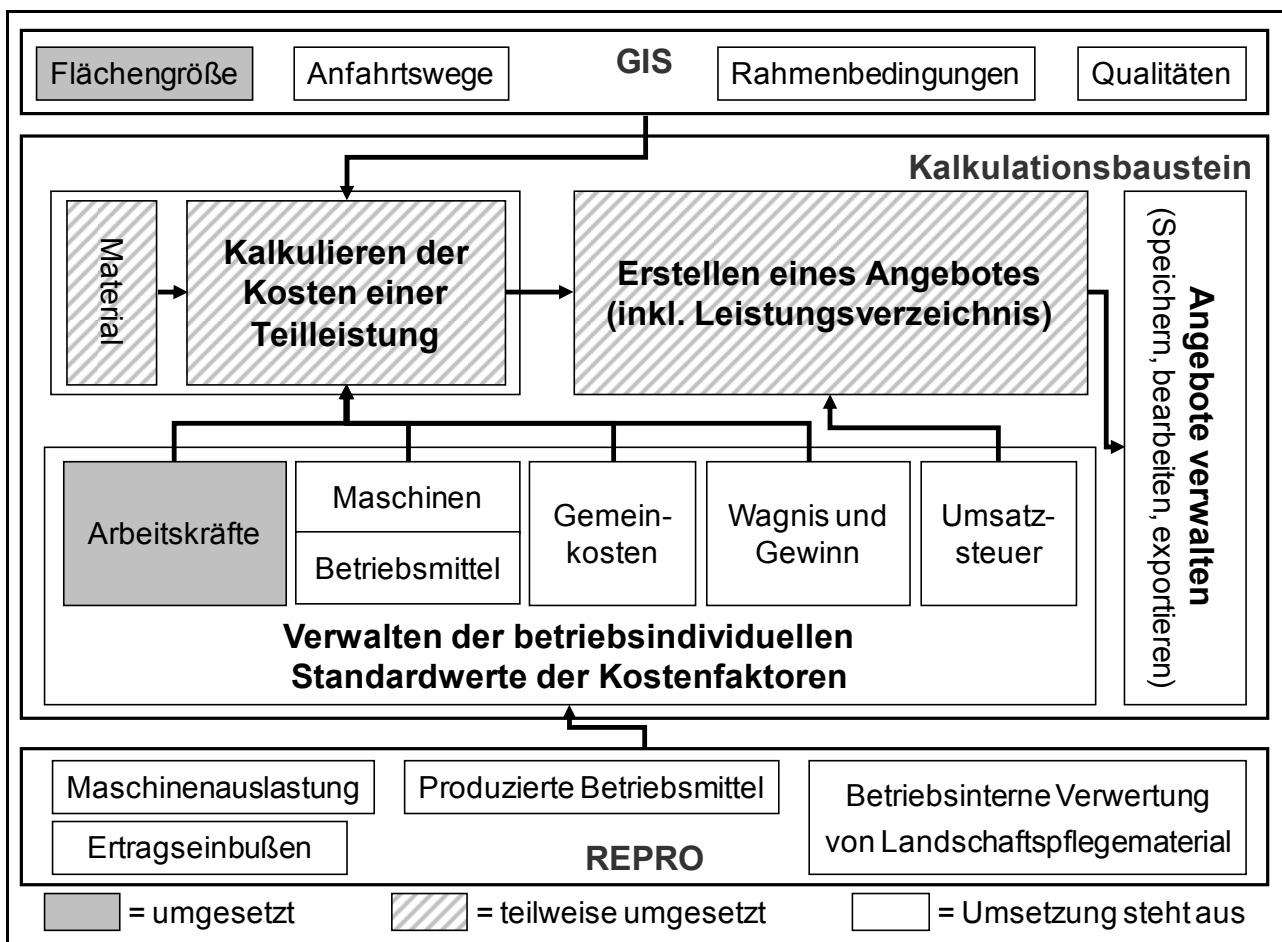 GIS
Flächengröße
Anfahrtswege
Rahmenbedingungen
Qualitäten
Kalkulationsbaustein
Material
Kalkulieren der
Kosten einer
Teilleistung
Erstellen eines Angebotes
(inkl. Leistungsverzeichnis)
Angebote verwalten
(Speichern, bearbeiten, exportieren)
Arbeitskräfte
Maschinen
Betriebsmittel
Gemein-
kosten
Wagnis und
Gewinn
Umsatz-
steuer
Verwalten der betriebsindividuellen
Standardwerte der Kostenfaktoren
Maschinenauslastung
Produzierte Betriebsmittel
Betriebsinterne Verwertung
von Landschaftspflegematerial
Ertragseinbußen
REPRO
= umgesetzt
= teilweise umgesetzt
= Umsetzung steht aus